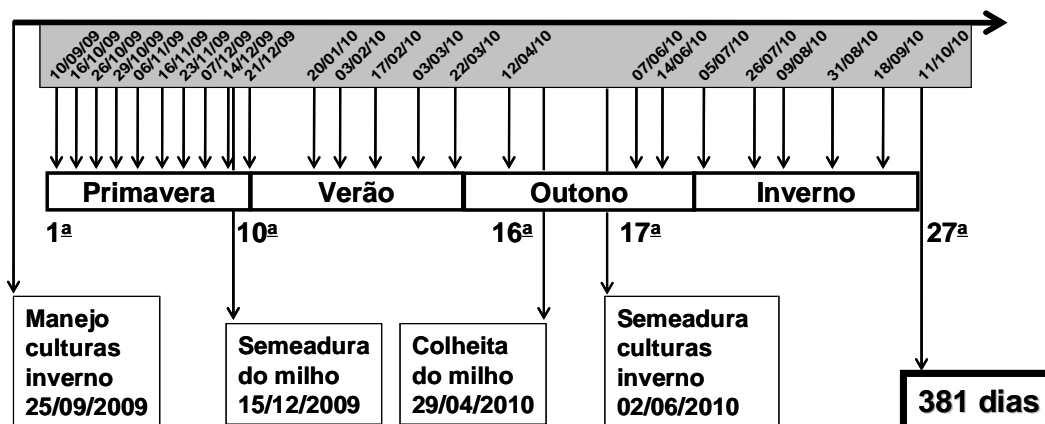 10/09/09
16/10/09
26/10/09
29/10/09
06/11/09
16/11/09
23/11/09
07/12/09
14/12/09
21/12/09
20/01/10
03/02/10
17/02/10
03/03/10
22/03/10
12/04/10
07/06/10
14/06/10
05/07/10
26/07/10
09/08/10
31/08/10
18/09/10
11/10/10
Primavera
Verão
Outono
Inverno
1ª
10ª
16ª
17ª
27ª
Manejo
culturas
inverno
25/09/2009
Semeadura
do milho
15/12/2009
Colheita
do milho
29/04/2010
Semeadura
culturas
inverno
02/06/2010
381 dias